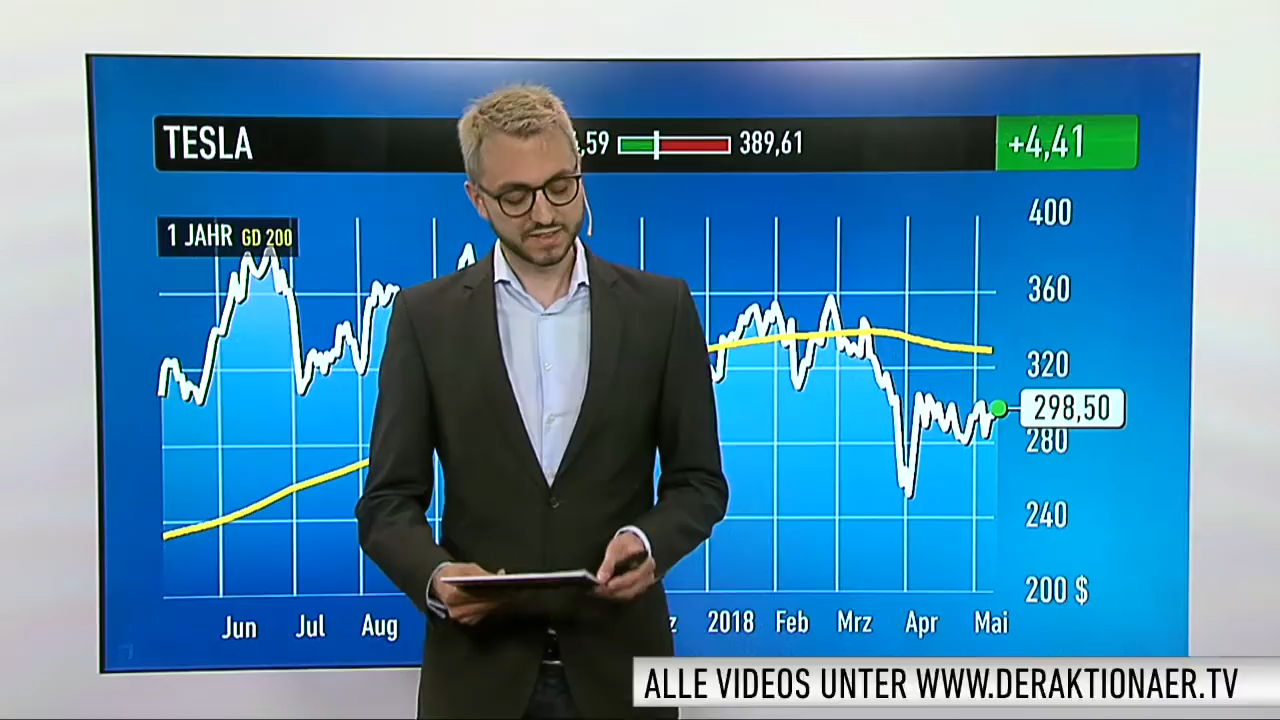 TESLA ,59 389,61 +4,41
1 JAHR GD 200
400
360
320
298,50
280
240
200 $
Jun Jul Aug z 2018 Feb Mrz Apr Mai
ALLE VIDEOS UNTER WWW.DERAKTIONAER.TV